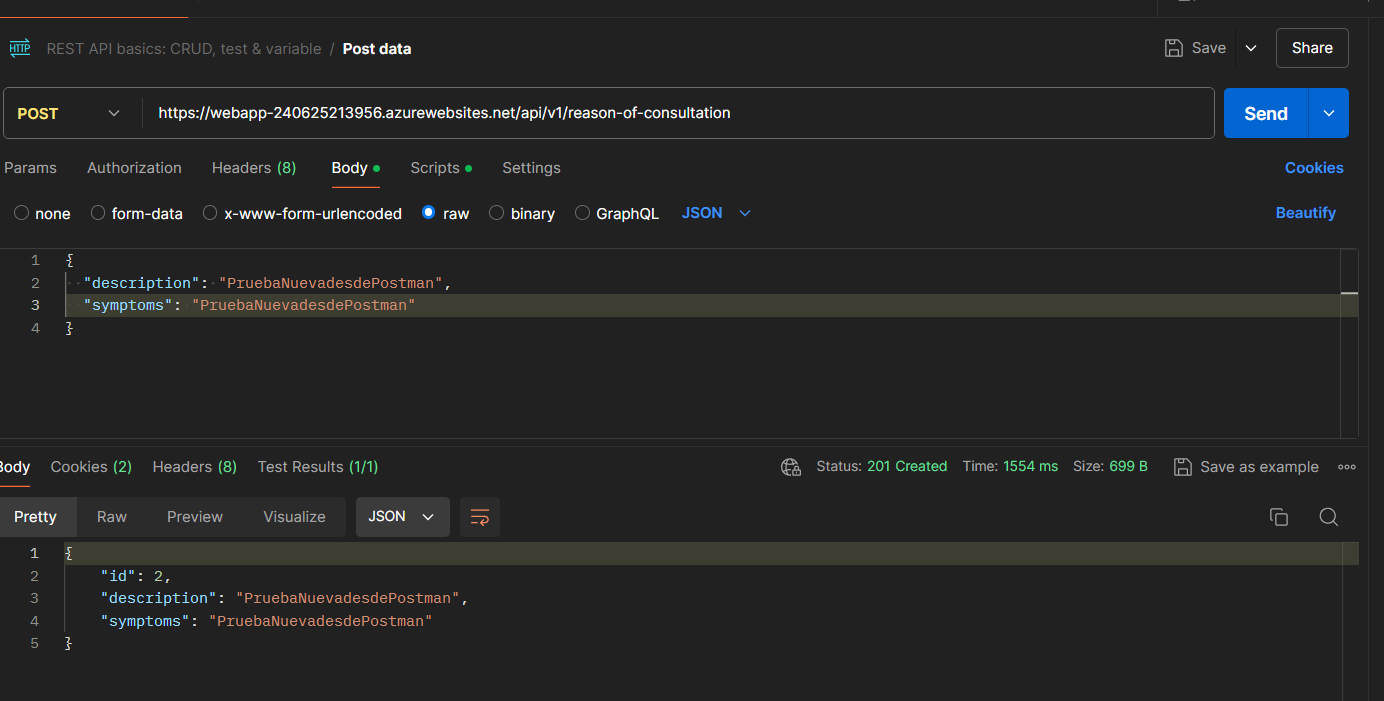 HTTP REST API basics: CRUD, test & variable / Post data Save Share
POST https://webapp-240625213956.azurewebsites.net/api/v1/reason-of-consultation Send
Params Authorization Headers (8) Body Scripts Settings Cookies
none form-data x-www-form-urlencoded raw binary GraphQL JSON Beautify
1 {
2 "description": "PruebaNuevadesdePostman",
3 "symptoms": "PruebaNuevadesdePostman"
4 }
Body Cookies (2) Headers (8) Test Results (1/1) Status: 201 Created Time: 1554 ms Size: 699 B Save as example
Pretty Raw Preview Visualize JSON
1 {
2 "id": 2,
3 "description": "PruebaNuevadesdePostman",
4 "symptoms": "PruebaNuevadesdePostman"
5 }